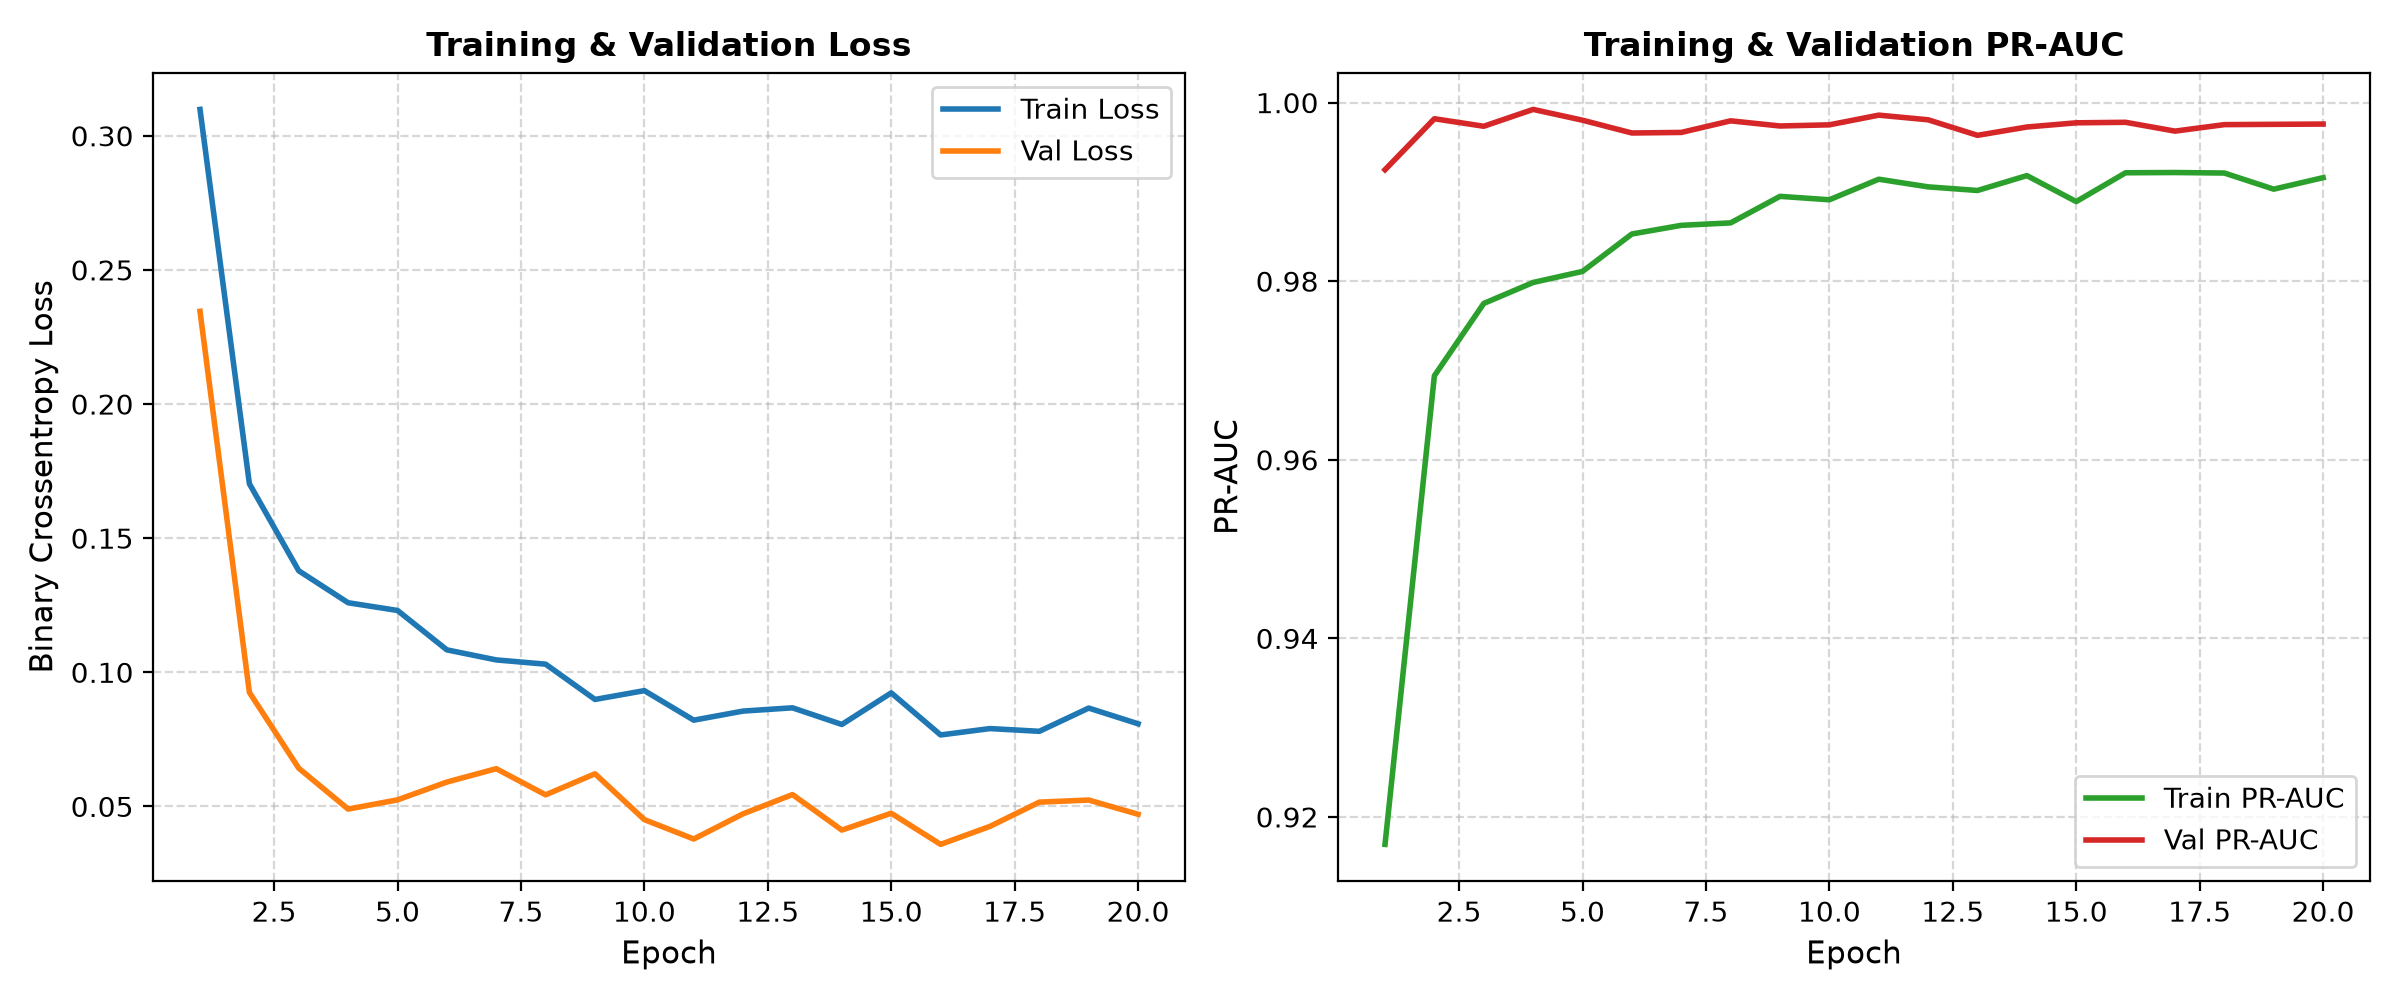 Training & Validation Loss
Binary Crossentropy Loss
0.30
0.25
0.20
0.15
0.10
0.05
2.5 5.0 7.5 10.0 12.5 15.0 17.5 20.0
Epoch
Train Loss
Val Loss
Training & Validation PR-AUC
PR-AUC
1.00
0.98
0.96
0.94
0.92
2.5 5.0 7.5 10.0 12.5 15.0 17.5 20.0
Epoch
Train PR-AUC
Val PR-AUC